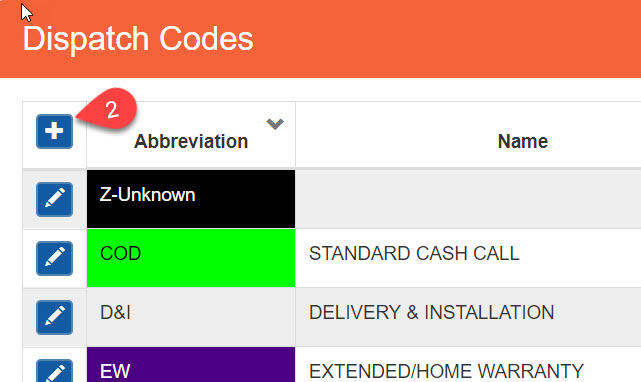 Dispatch Codes
2
Abbreviation Name
Z-Unknown
COD STANDARD CASH CALL
D&I DELIVERY & INSTALLATION
EW EXTENDED/HOME WARRANTY